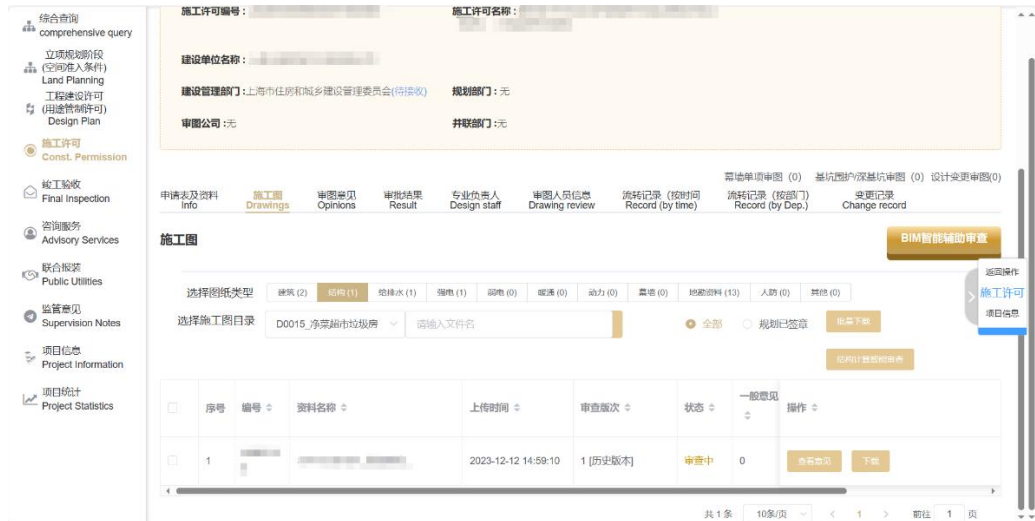 综合查询
comprehensive query
立项规划阶段
(空间准入条件)
Land Planning
工程建设许可
(用途管制许可)
Design Plan
施工许可
Const. Permission
竣工验收
Final Inspection
咨询服务
Advisory Services
联合报装
Public Utilities
监管意见
Supervision Notes
项目信息
Project Information
项目统计
Project Statistics
施工许可编号： 施工许可名称：
建设单位名称：
建设管理部门：上海市住房和城乡建设管理委员会(待接收) 规划部门：无
审图公司：无 并联部门：无
幕墙单项审图 (0) 基坑围护/深基坑审图 (0) 设计变更审图(0)
申请表及资料 施工图 审图意见 审批结果 专业负责人 审图人员信息 流转记录 (按时间 流转记录 (按部门) 变更记录
Info Drawings Opinions Result Design staff Drawing review Record (by time) Record (by Dep.) Change record
施工图 BIM智能辅助审查
返回操作
施工许可
项目信息
选择图纸类型 建筑 (2) 结构 (1) 给排水 (1) 强电 (1) 弱电 (0) 暖通 (0) 动力 (0) 幕墙 (0) 地勘资料 (13) 人防 (0) 其他 (0)
选择施工图目录 D0015_净菜超市垃圾房 请输入文件名 全部 规划已签章 批量下载
结构计算智能审查
序号 编号 资料名称 上传时间 审查版次 状态 一般意见 操作
1 2023-12-12 14:59:10 1 [历史版本] 审查中 0 查看意见 下载
共 1 条 10条/页 1 前往 1 页